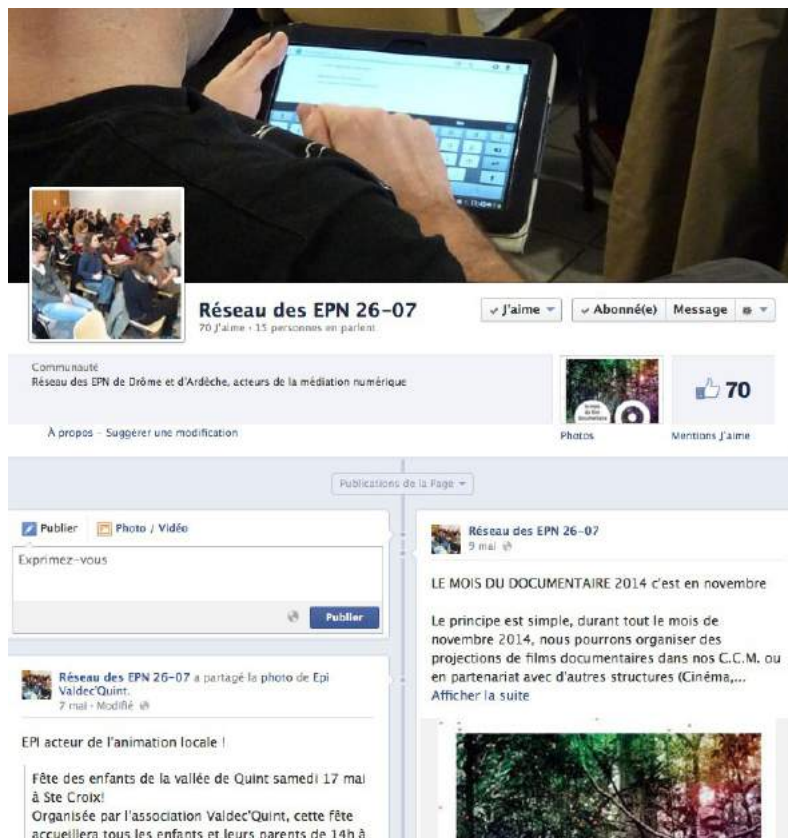 Réseau des EPN 26-07
70 J'aime · 15 personnes en parlent
J'aime
Abonné(e)
Message
Communauté
Réseau des EPN de Drôme et d'Ardèche, acteurs de la médiation numérique
À propos - Suggérer une modification
le mois
du film
documentaire
Photos
70
Mentions J'aime
Publications de la Page
Publier
Photo / Vidéo
Exprimez-vous
Publier
Réseau des EPN 26-07 a partagé la photo de Epi
Valdec'Quint.
7 mai · Modifié
EPI acteur de l'animation locale !
Fête des enfants de la vallée de Quint samedi 17 mai
à Ste Croix!
Organisée par l'association Valdec'Quint, cette fête
accueillera tous les enfants et leurs parents de 14h à
Réseau des EPN 26-07
9 mai
LE MOIS DU DOCUMENTAIRE 2014 c'est en novembre
Le principe est simple, durant tout le mois de
novembre 2014, nous pourrons organiser des
projections de films documentaires dans nos C.C.M. ou
en partenariat avec d'autres structures (Cinéma,...
Afficher la suite